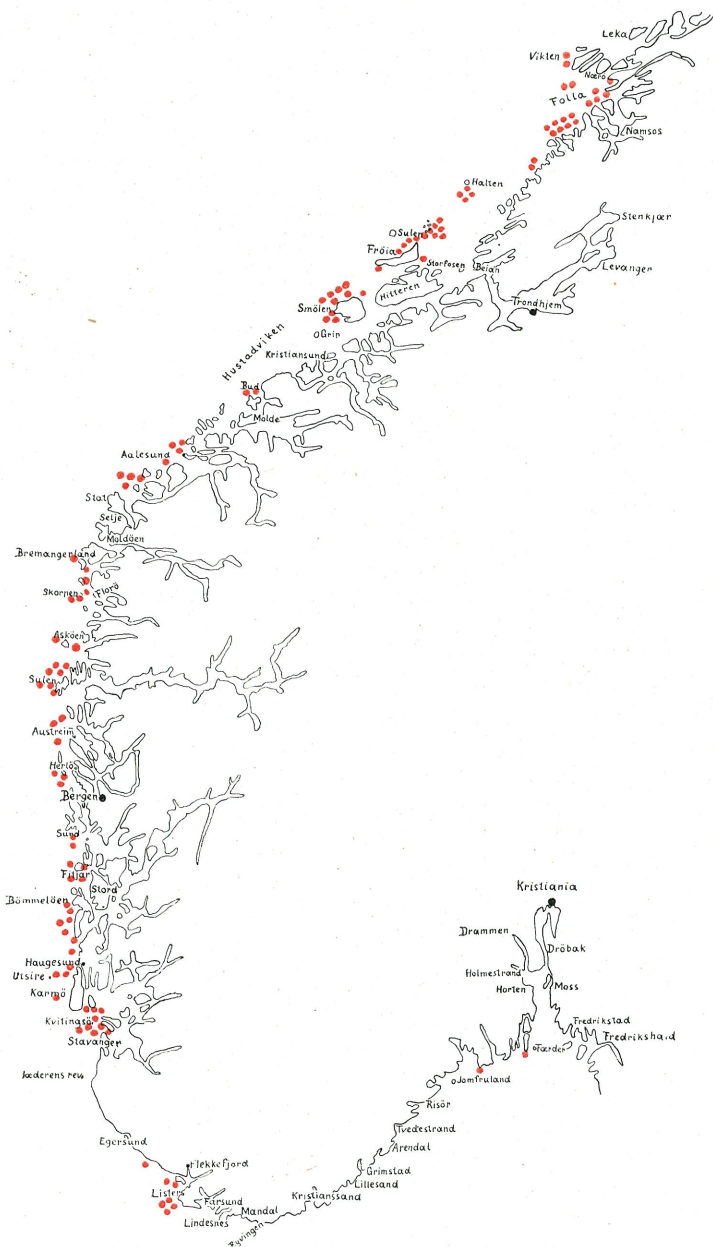 Leka
Vikten
Næro
Folla
Namsos
Halten
Stenkjær
Sulen
Fröia
Storfosen
Beian
Levanger
Hitteren
Trondhjem
Smölen
Grip
Hustadviken
Kristiansund
Bud
Molde
Aalesund
Stat
Selje
Moldöen
Bremangerland
Skorpen
Florö
Asköen
Sulen
Austreim
Herlö
Bergen
Sund
Fitjar
Stord
Bömmelöen
Kristiania
Drammen
Dröbak
Haugesund
Utsire
Holmestrand
Karmö
Horten
Moss
Kvitingsö
Fredrikstad
Stavanger
Fredrikshald
Færder
Jæderens rev
Jomfruland
Risör
Tvedestrand
Egersund
Arendal
Flekkefjord
Grimstad
Lillesand
Listers
Kristianssand
Farsund
Mandal
Lindesnes
Ryvingen